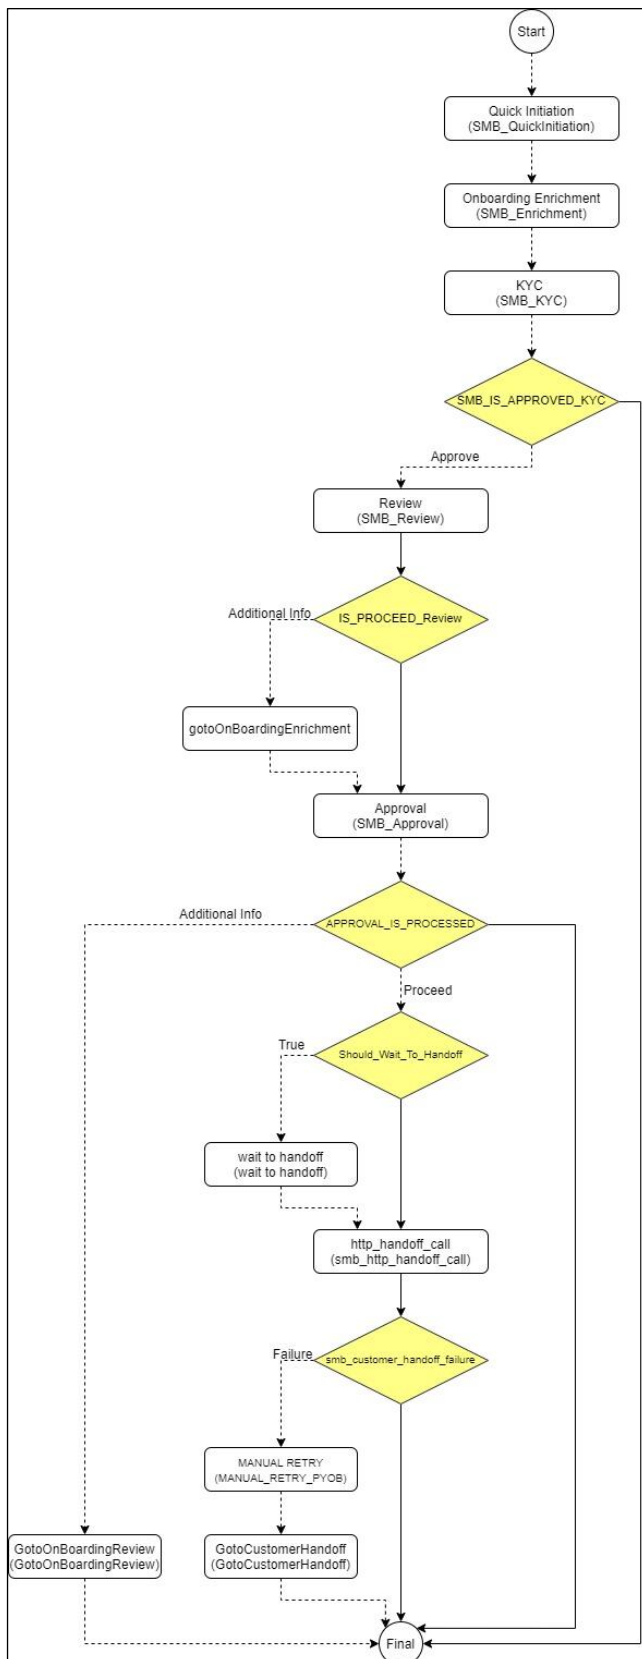 Start
Quick Initiation
(SMB_QuickInitiation)
Onboarding Enrichment
(SMB_Enrichment)
KYC
(SMB_KYC)
SMB_IS_APPROVED_KYC
Approve
Review
(SMB_Review)
Additional Info
IS_PROCEED_Review
gotoOnBoardingEnrichment
Approval
(SMB_Approval)
Additional Info
APPROVAL_IS_PROCESSED
Proceed
True
Should_Wait_To_Handoff
wait to handoff
(wait to handoff)
http_handoff_call
(smb_http_handoff_call)
Failure
smb_customer_handoff_failure
MANUAL RETRY
(MANUAL_RETRY_PYOB)
GotoOnBoardingReview
(GotoOnBoardingReview)
GotoCustomerHandoff
(GotoCustomerHandoff)
Final